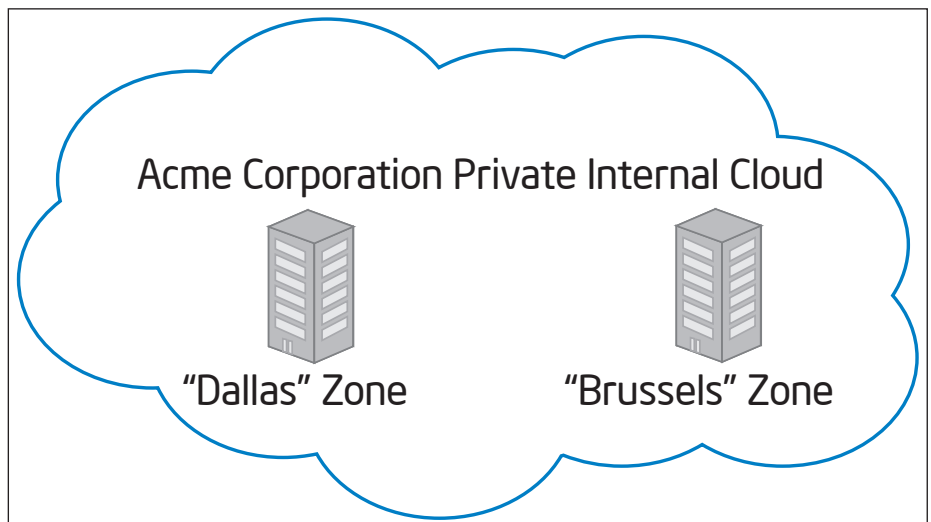 Acme Corporation Private Internal Cloud
“Dallas” Zone
“Brussels” Zone